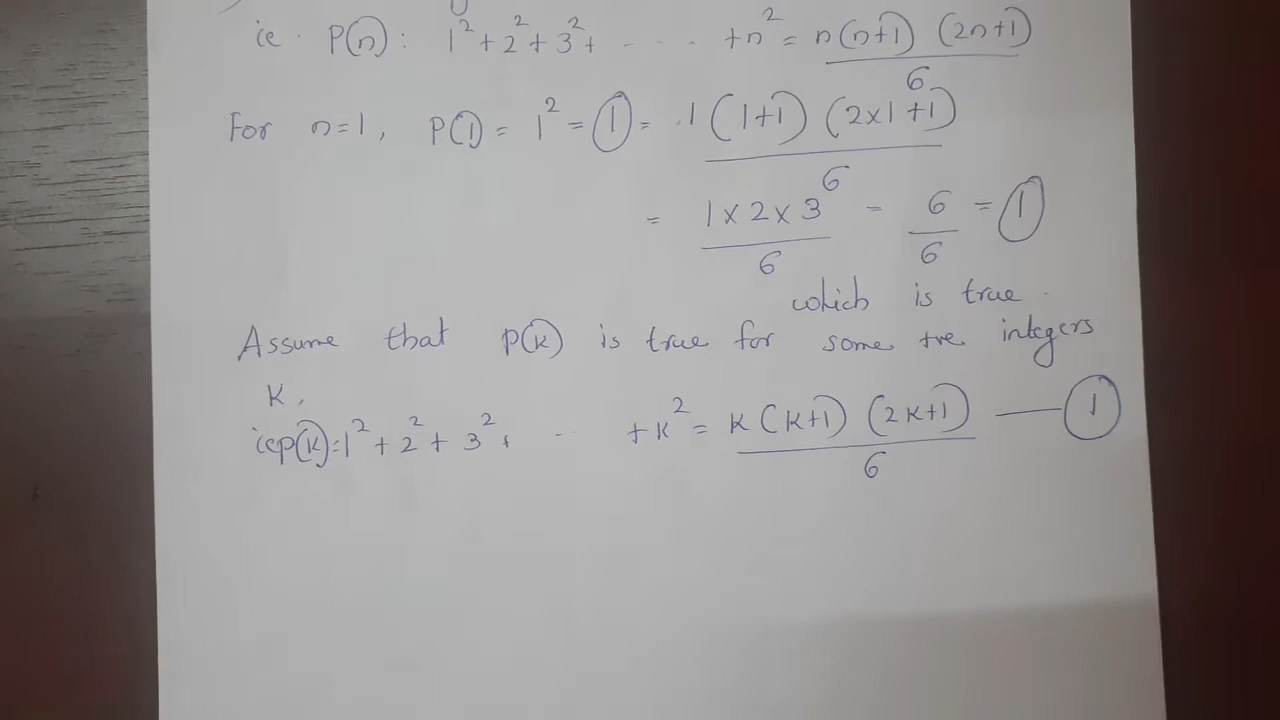 ie. P(n): 1² + 2² + 3² + - - - - +n² = n(n+1) (2n+1) / 6
For n=1, P(1) = 1² = 1 = 1 (1+1) (2×1+1) / 6
= 1×2×3 / 6 = 6 / 6 = 1
which is true.
Assume that P(k) is true for some +ve integers
K,
ie P(k): 1² + 2² + 3² + - - - +K² = K (K+1) (2K+1) / 6 —— 1